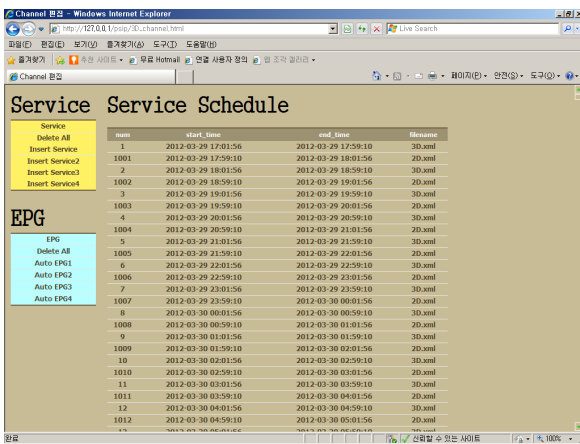 Channel 편집 - Windows Internet Explorer
http://127.0.0.1/psip/3D_channel.html
Live Search
파일(F) 편집(E) 보기(V) 즐겨찾기(A) 도구(T) 도움말(H)
즐겨찾기 추천 사이트 무료 Hotmail 연결 사용자 정의 웹 조각 갤러리
Channel 편집
페이지(P) 안전(S) 도구(O)
Service
Service
Delete All
Insert Service
Insert Service2
Insert Service3
Insert Service4
EPG
EPG
Delete All
Auto EPG1
Auto EPG2
Auto EPG3
Auto EPG4
Service Schedule
num start_time end_time filename
1 2012-03-29 17:01:56 2012-03-29 17:59:10 3D.xml
1001 2012-03-29 17:59:10 2012-03-29 18:01:56 2D.xml
2 2012-03-29 18:01:56 2012-03-29 18:59:10 3D.xml
1002 2012-03-29 18:59:10 2012-03-29 19:01:56 2D.xml
3 2012-03-29 19:01:56 2012-03-29 19:59:10 3D.xml
1003 2012-03-29 19:59:10 2012-03-29 20:01:56 2D.xml
4 2012-03-29 20:01:56 2012-03-29 20:59:10 3D.xml
1004 2012-03-29 20:59:10 2012-03-29 21:01:56 2D.xml
5 2012-03-29 21:01:56 2012-03-29 21:59:10 3D.xml
1005 2012-03-29 21:59:10 2012-03-29 22:01:56 2D.xml
6 2012-03-29 22:01:56 2012-03-29 22:59:10 3D.xml
1006 2012-03-29 22:59:10 2012-03-29 23:01:56 2D.xml
7 2012-03-29 23:01:56 2012-03-29 23:59:10 3D.xml
1007 2012-03-29 23:59:10 2012-03-30 00:01:56 2D.xml
8 2012-03-30 00:01:56 2012-03-30 00:59:10 3D.xml
1008 2012-03-30 00:59:10 2012-03-30 01:01:56 2D.xml
9 2012-03-30 01:01:56 2012-03-30 01:59:10 3D.xml
1009 2012-03-30 01:59:10 2012-03-30 02:01:56 2D.xml
10 2012-03-30 02:01:56 2012-03-30 02:59:10 3D.xml
1010 2012-03-30 02:59:10 2012-03-30 03:01:56 2D.xml
11 2012-03-30 03:01:56 2012-03-30 03:59:10 3D.xml
1011 2012-03-30 03:59:10 2012-03-30 04:01:56 2D.xml
12 2012-03-30 04:01:56 2012-03-30 04:59:10 3D.xml
1012 2012-03-30 04:59:10 2012-03-30 05:01:56 2D.xml
완료
신뢰할 수 있는 사이트
100%